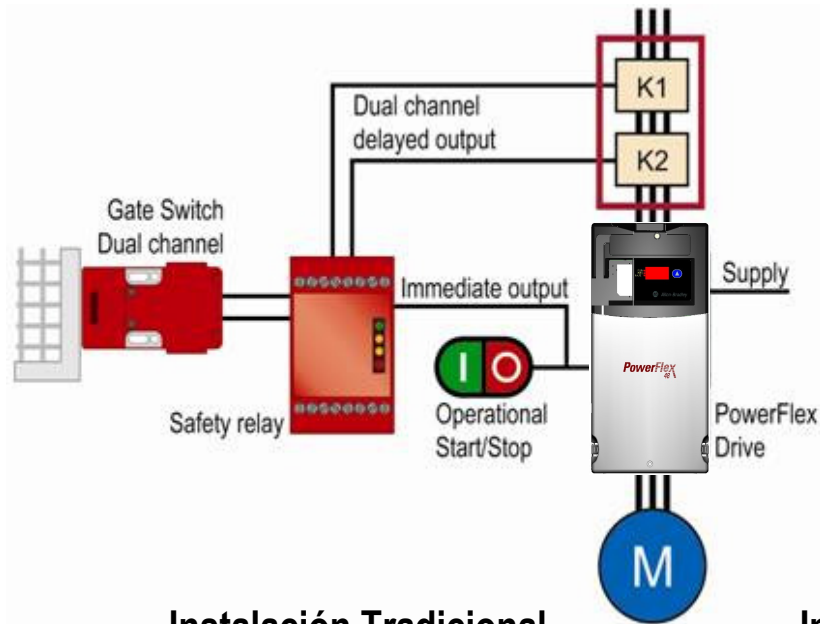 K1
Dual channel
delayed output
K2
Gate Switch
Dual channel
Immediate output
Supply
PowerFlex
Safety relay
Operational
Start/Stop
PowerFlex
Drive
M
Instalación Tradicional